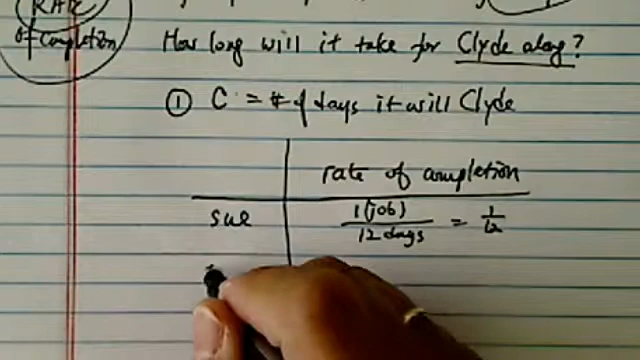 RATE
of Completion
How long will it take for Clyde along?
① C = # of days it will Clyde
rate of completion
sue 1(job)/12 days = 1/12